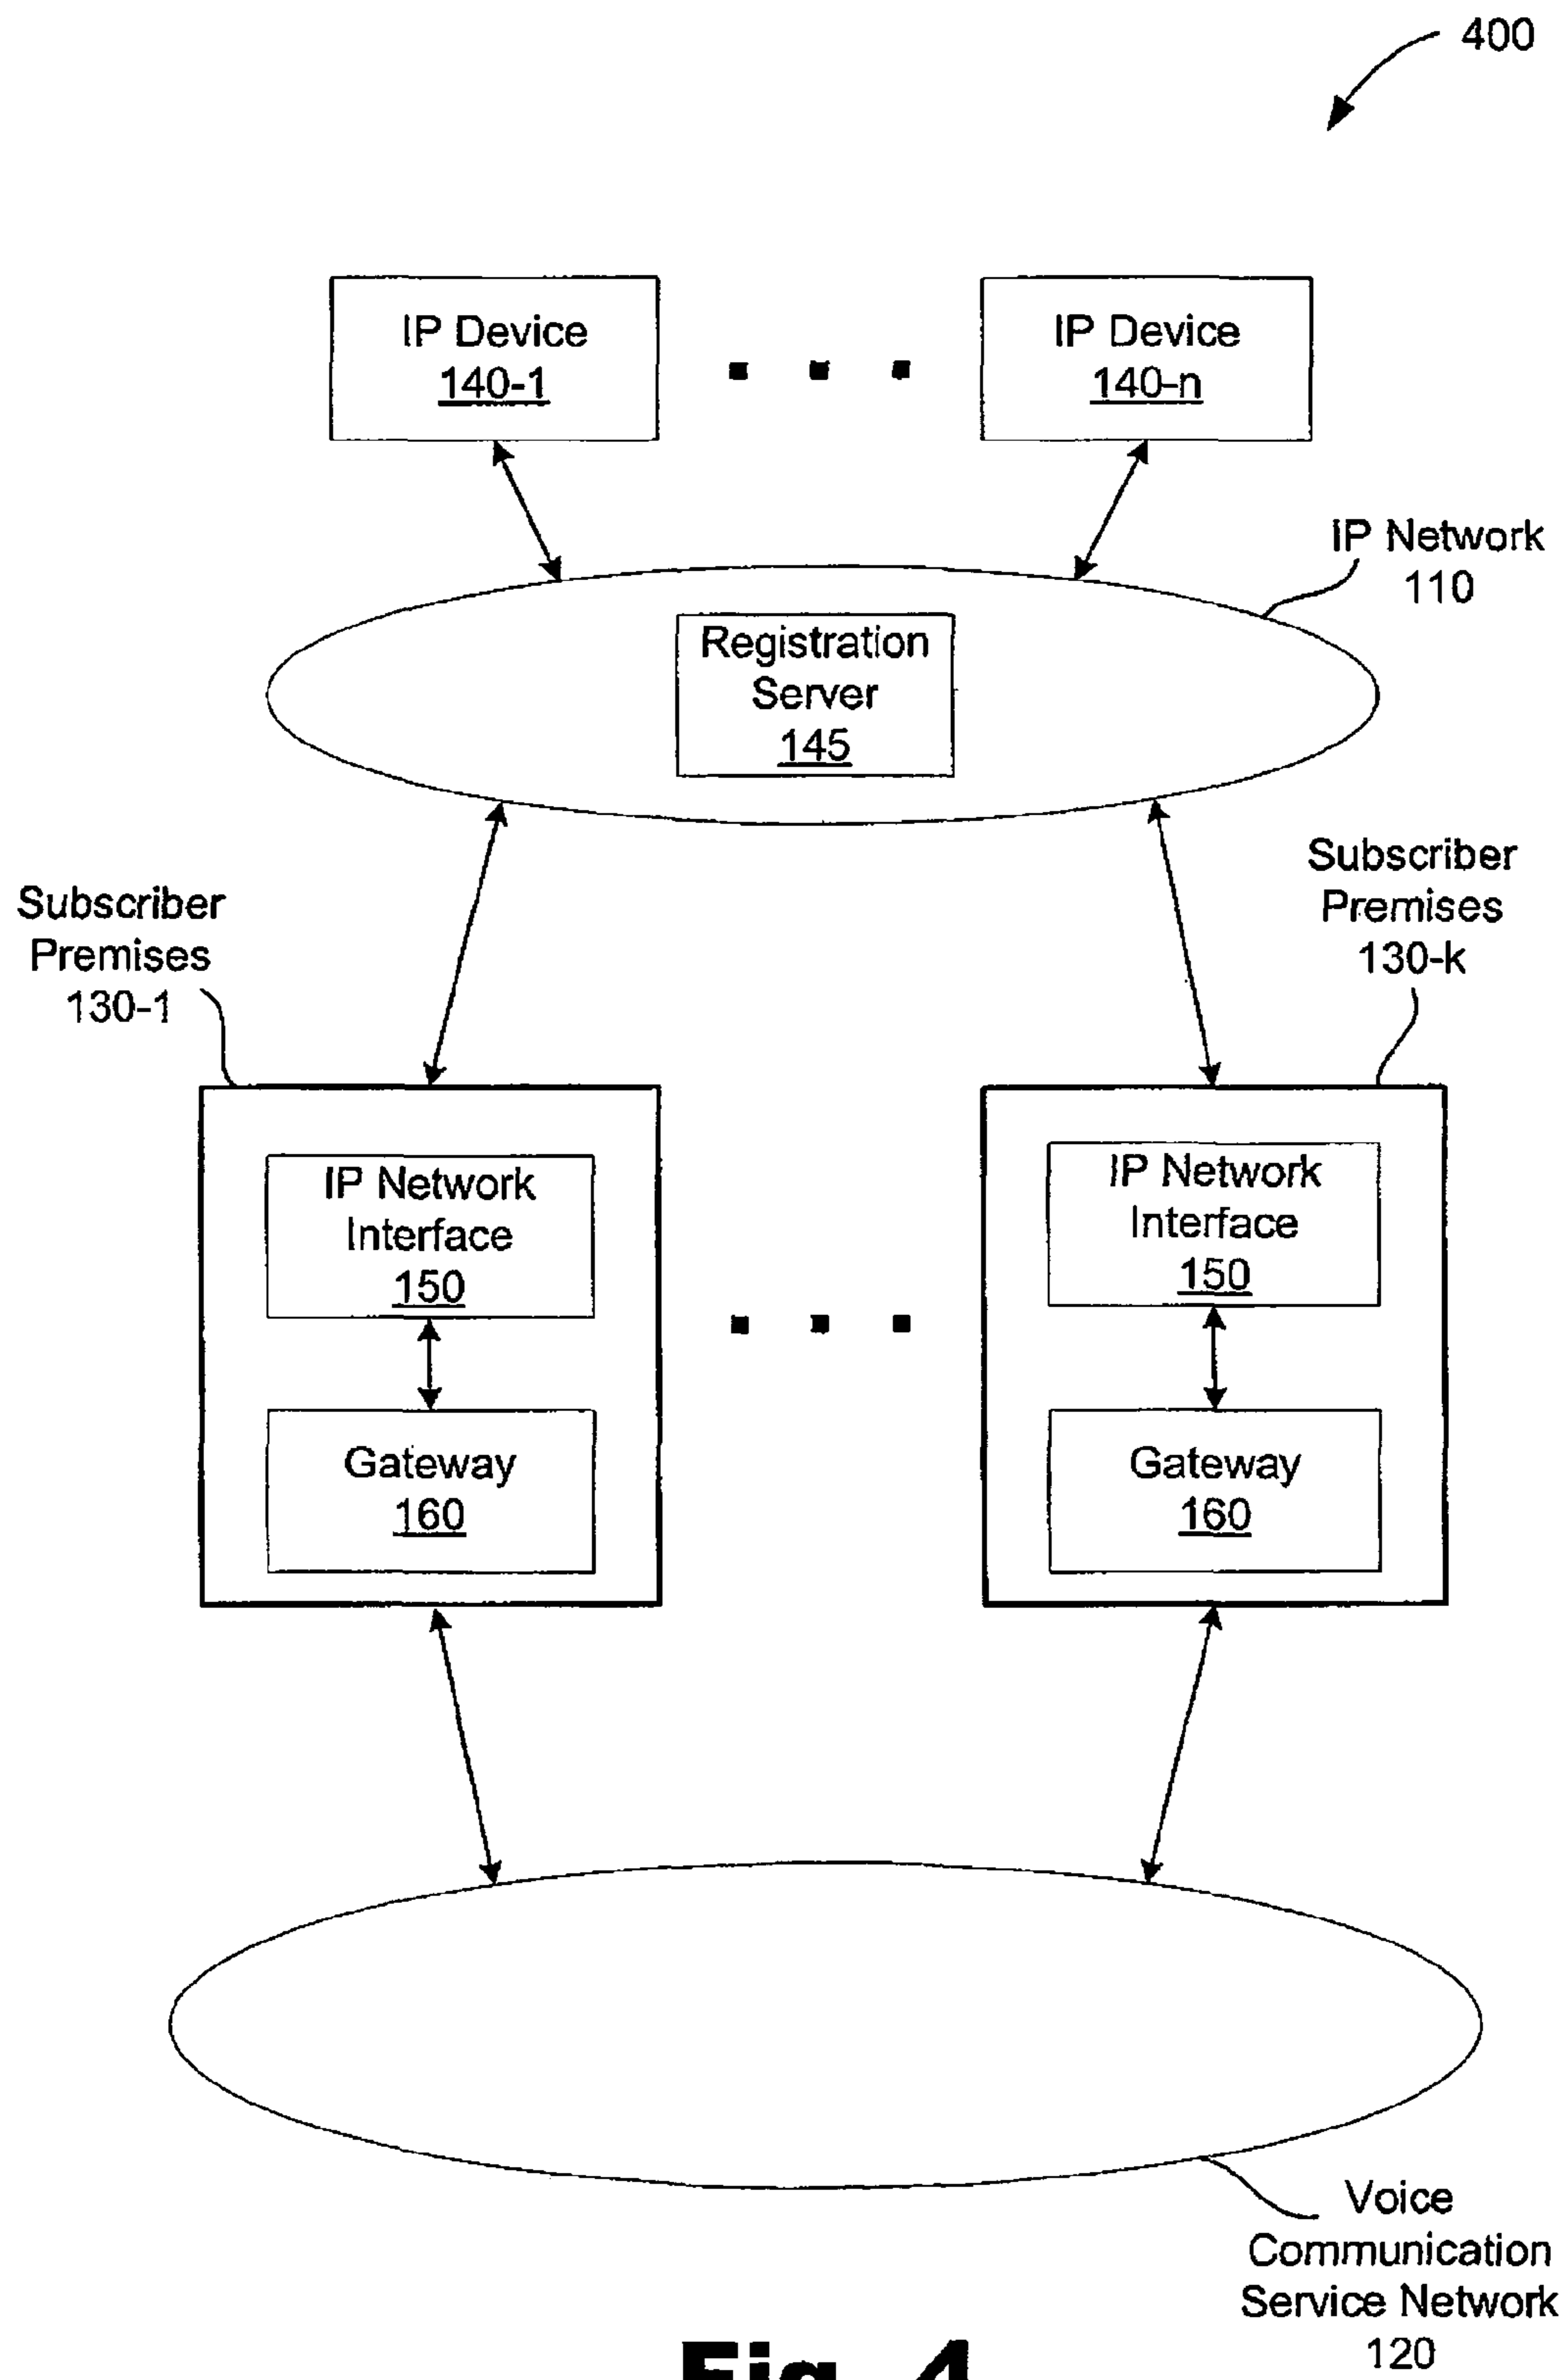 400
IP Device
140-1
IP Device
140-n
IP Network
110
Registration
Server
145
Subscriber
Premises
130-1
Subscriber
Premises
130-k
IP Network
Interface
150
IP Network
Interface
150
Gateway
160
Gateway
160
Voice
Communication
Service Network
120
Fig. 4